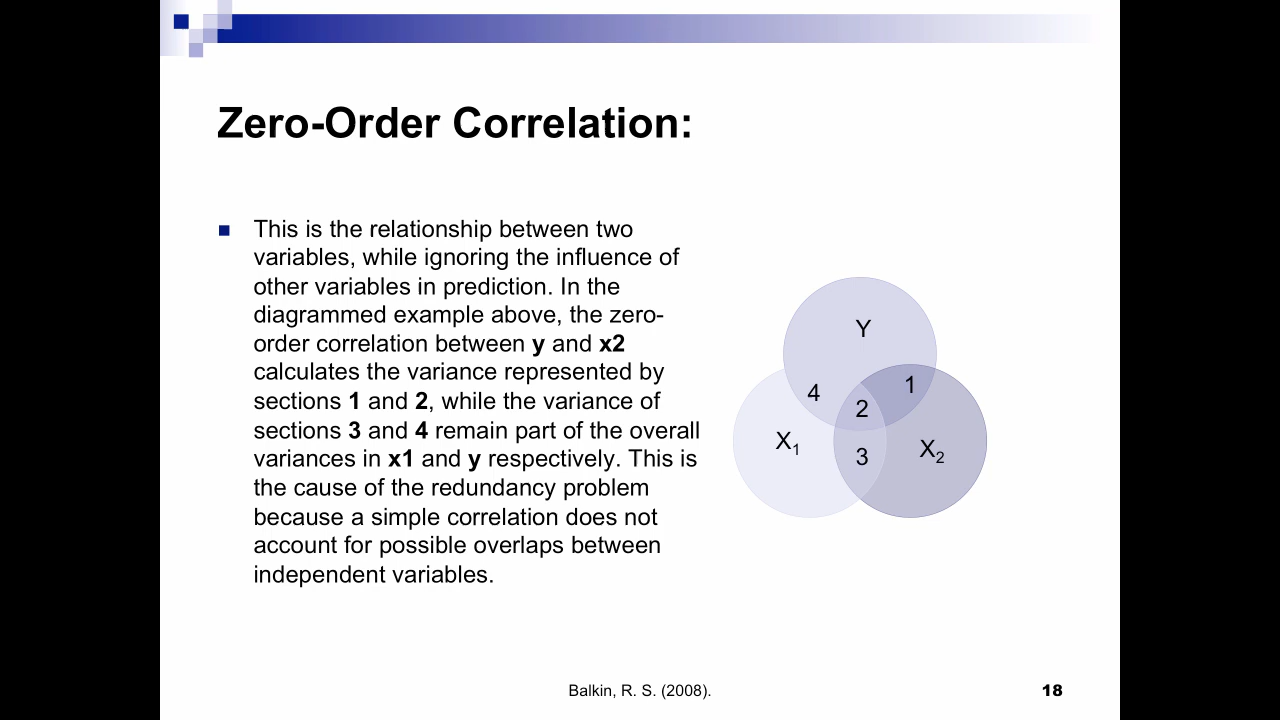 Zero-Order Correlation:
This is the relationship between two
variables, while ignoring the influence of
other variables in prediction. In the
diagrammed example above, the zero-
order correlation between y and x2
calculates the variance represented by
sections 1 and 2, while the variance of
sections 3 and 4 remain part of the overall
variances in x1 and y respectively. This is
the cause of the redundancy problem
because a simple correlation does not
account for possible overlaps between
independent variables.
Y
4
1
2
X1
3
X2
Balkin, R. S. (2008).
18